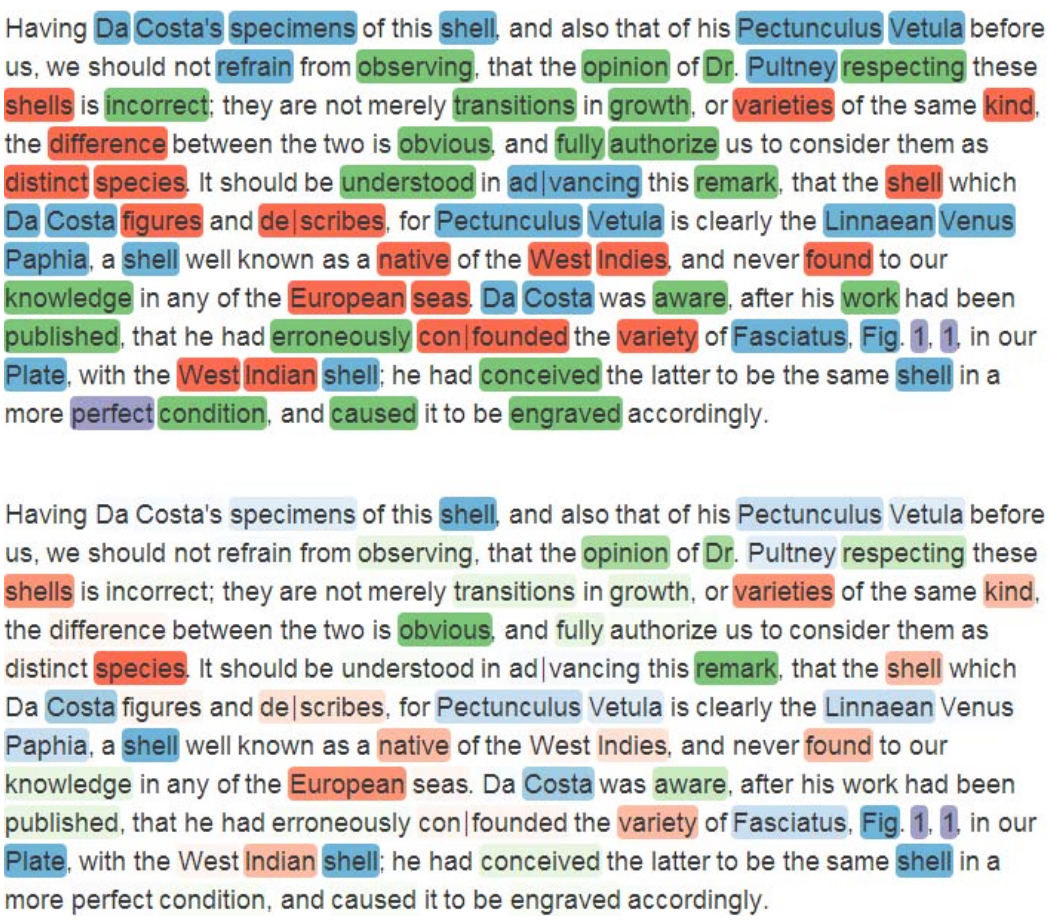 Having Da Costa's specimens of this shell, and also that of his Pectunculus Vetula before
us, we should not refrain from observing, that the opinion of Dr. Pultney respecting these
shells is incorrect; they are not merely transitions in growth, or varieties of the same kind,
the difference between the two is obvious, and fully authorize us to consider them as
distinct species. It should be understood in ad|vancing this remark, that the shell which
Da Costa figures and de|scribes, for Pectunculus Vetula is clearly the Linnaean Venus
Paphia, a shell well known as a native of the West Indies, and never found to our
knowledge in any of the European seas. Da Costa was aware, after his work had been
published, that he had erroneously con|founded the variety of Fasciatus, Fig. 1, 1, in our
Plate, with the West Indian shell; he had conceived the latter to be the same shell in a
more perfect condition, and caused it to be engraved accordingly.
Having Da Costa's specimens of this shell, and also that of his Pectunculus Vetula before
us, we should not refrain from observing, that the opinion of Dr. Pultney respecting these
shells is incorrect; they are not merely transitions in growth, or varieties of the same kind,
the difference between the two is obvious, and fully authorize us to consider them as
distinct species. It should be understood in ad|vancing this remark, that the shell which
Da Costa figures and de|scribes, for Pectunculus Vetula is clearly the Linnaean Venus
Paphia, a shell well known as a native of the West Indies, and never found to our
knowledge in any of the European seas. Da Costa was aware, after his work had been
published, that he had erroneously con|founded the variety of Fasciatus, Fig. 1, 1, in our
Plate, with the West Indian shell; he had conceived the latter to be the same shell in a
more perfect condition, and caused it to be engraved accordingly.